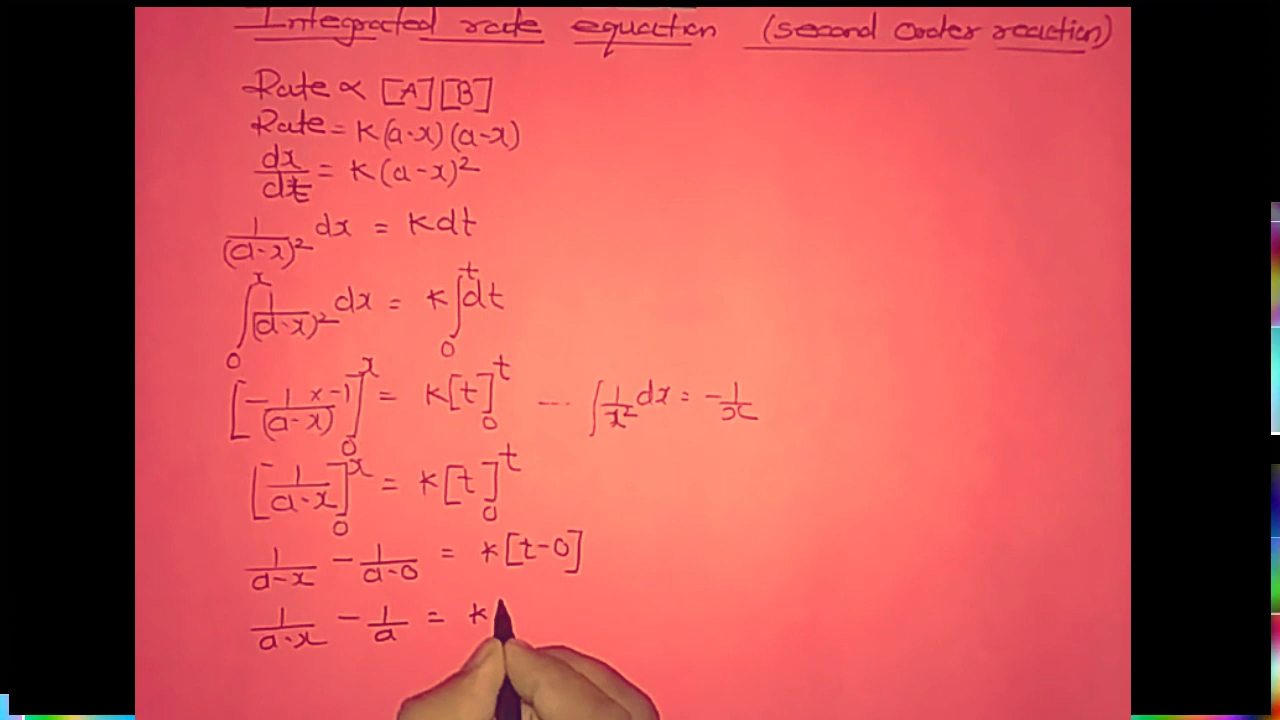 Integrated rate equation (second order reaction)
Rate ∝ [A][B]
Rate = K(a-x)(a-x)
dx/dt = K(a-x)²
1/(a-x)² dx = Kdt
∫₀ˣ 1/(a-x)² dx = K∫₀ᵗ dt
[-1/(a-x) × -1]₀ˣ = K[t]₀ᵗ ... ∫1/x² dx = -1/x
[1/a-x]₀ˣ = K[t]₀ᵗ
1/a-x - 1/a-0 = K[t-0]
1/a-x - 1/a = K